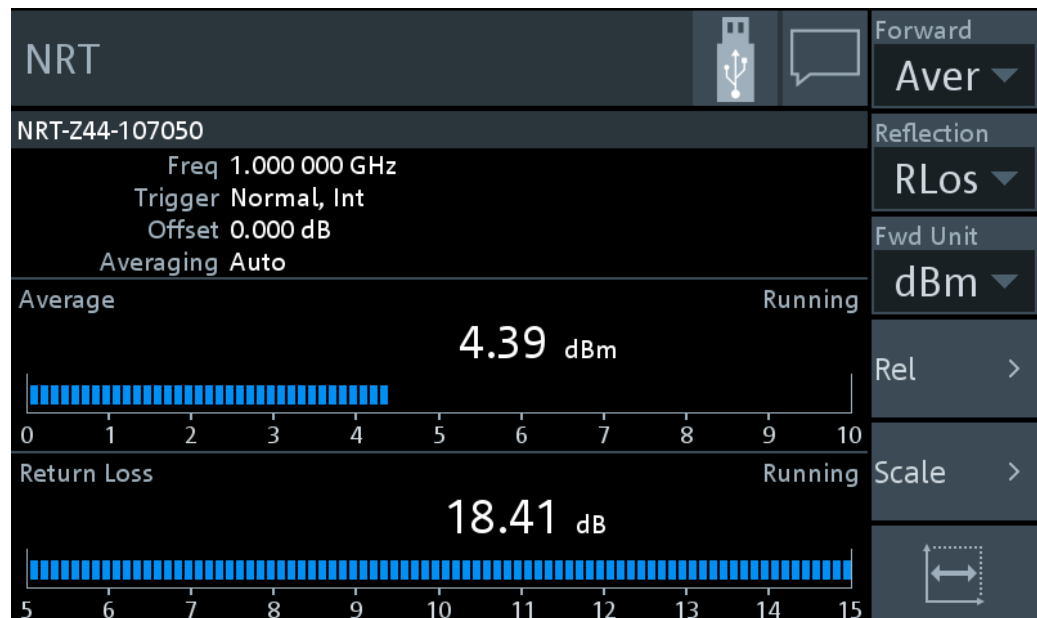 NRT
Forward
Aver
NRT-Z44-107050
Reflection
RLos
Freq 1.000 000 GHz
Trigger Normal, Int
Offset 0.000 dB
Averaging Auto
Fwd Unit
dBm
Average Running
4.39 dBm
Rel >
0 1 2 3 4 5 6 7 8 9 10
Return Loss Running
Scale >
18.41 dB
5 6 7 8 9 10 11 12 13 14 15